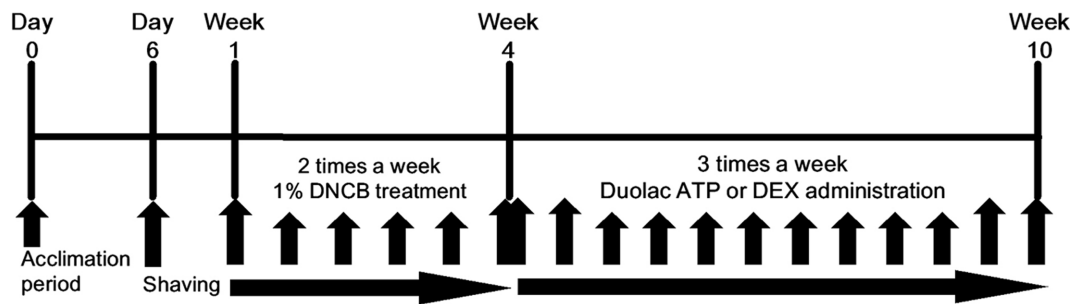 Day
0
Day
6
Week
1
Week
4
Week
10
2 times a week
1% DNCB treatment
3 times a week
Duolac ATP or DEX administration
Acclimation
period
Shaving